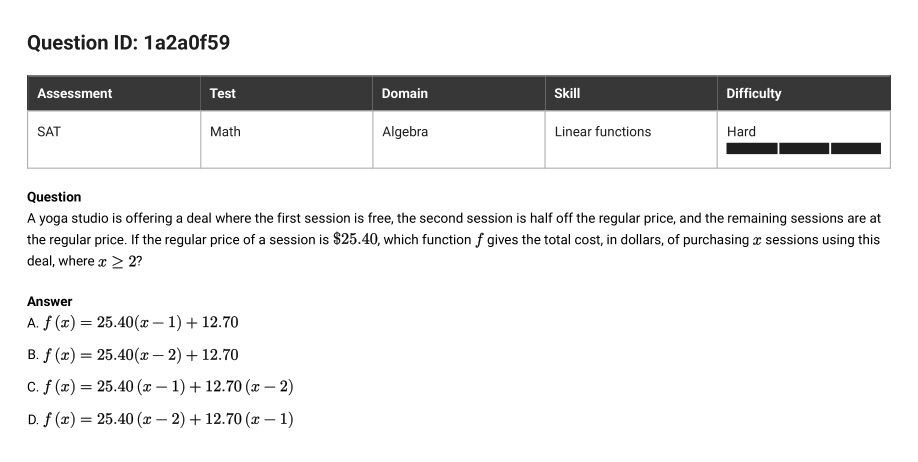 Question ID: 1a2a0f59
Assessment Test Domain Skill Difficulty
SAT Math Algebra Linear functions Hard
Question
A yoga studio is offering a deal where the first session is free, the second session is half off the regular price, and the remaining sessions are at
the regular price. If the regular price of a session is $25.40, which function f gives the total cost, in dollars, of purchasing x sessions using this
deal, where x ≥ 2?
Answer
A. f (x) = 25.40(x − 1) + 12.70
B. f (x) = 25.40(x − 2) + 12.70
C. f (x) = 25.40 (x − 1) + 12.70 (x − 2)
D. f (x) = 25.40 (x − 2) + 12.70 (x − 1)